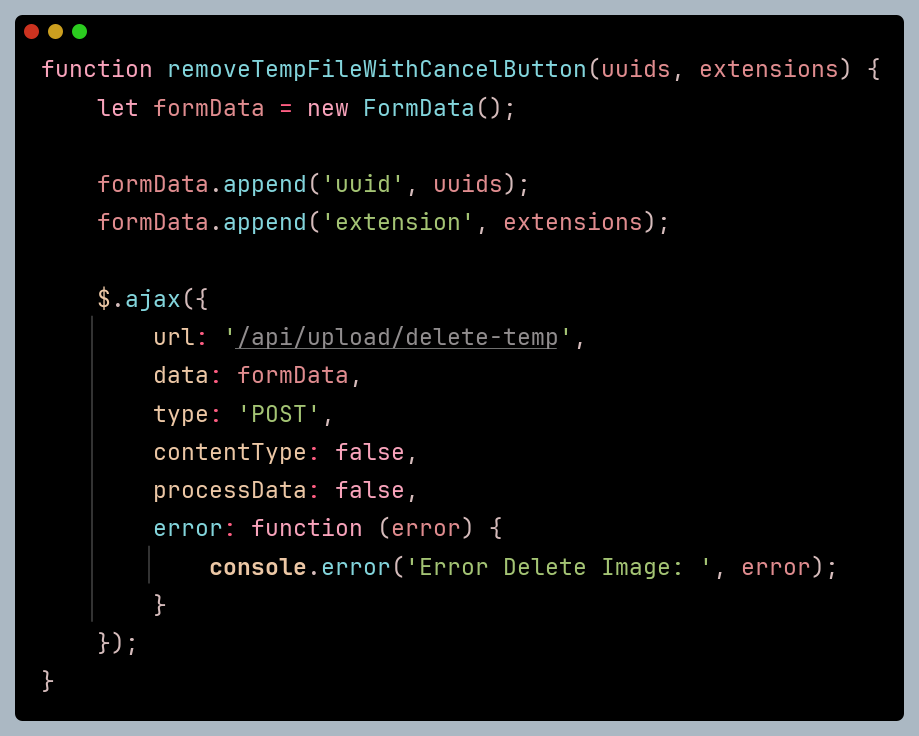 function removeTempFileWithCancelButton(uuids, extensions) {
    let formData = new FormData();

    formData.append('uuid', uuids);
    formData.append('extension', extensions);

    $.ajax({
        url: '/api/upload/delete-temp',
        data: formData,
        type: 'POST',
        contentType: false,
        processData: false,
        error: function (error) {
            console.error('Error Delete Image: ', error);
        }
    });
}